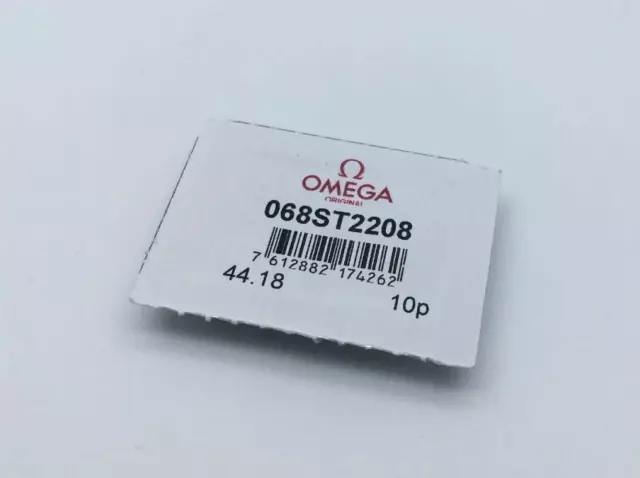 Ω
OMEGA
ORIGINAL
068ST2208
7 612882 174262
44.18
10p